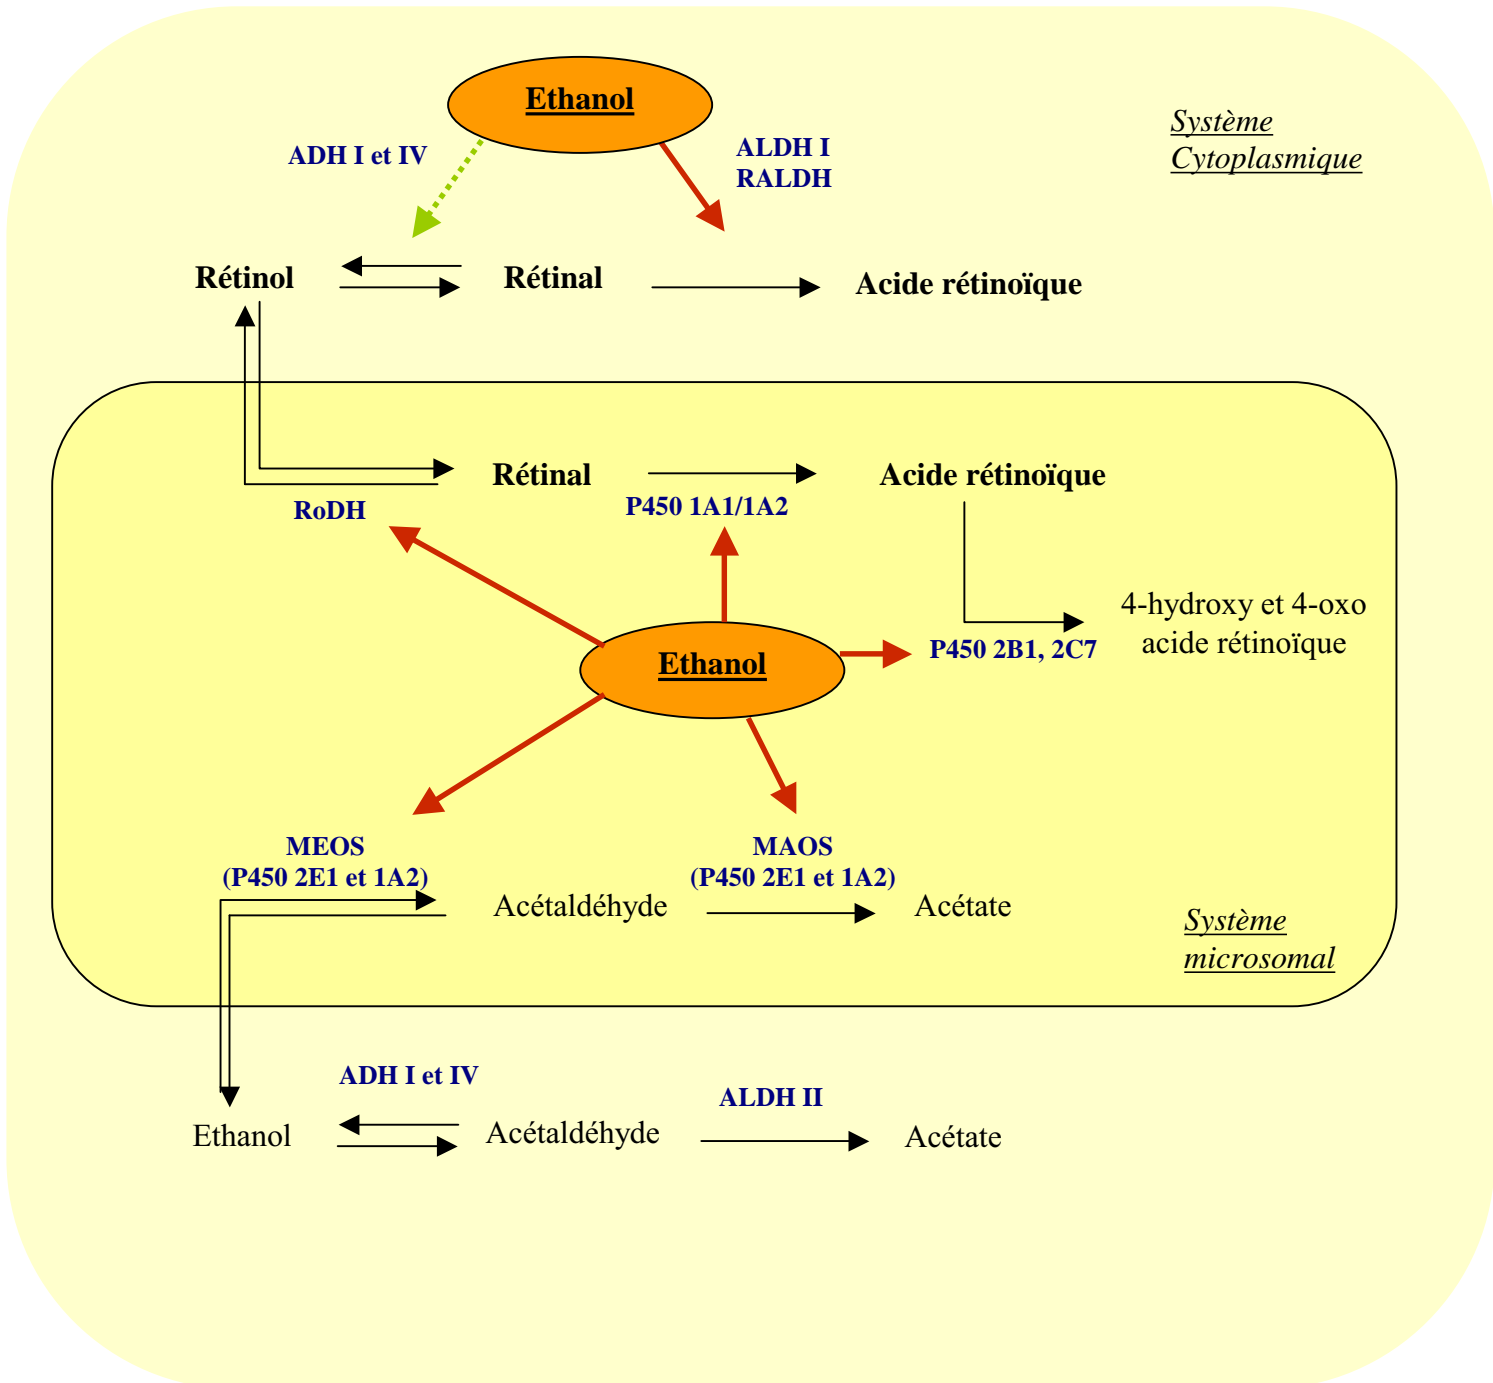 Ethanol
Système
Cytoplasmique
ADH I et IV
ALDH I
RALDH
Rétinol
Rétinal
Acide rétinoïque
Rétinal
Acide rétinoïque
RoDH
P450 1A1/1A2
4-hydroxy et 4-oxo
acide rétinoïque
P450 2B1, 2C7
Ethanol
MEOS
(P450 2E1 et 1A2)
MAOS
(P450 2E1 et 1A2)
Acétaldéhyde
Acétate
Système
microsomal
ADH I et IV
ALDH II
Ethanol
Acétaldéhyde
Acétate